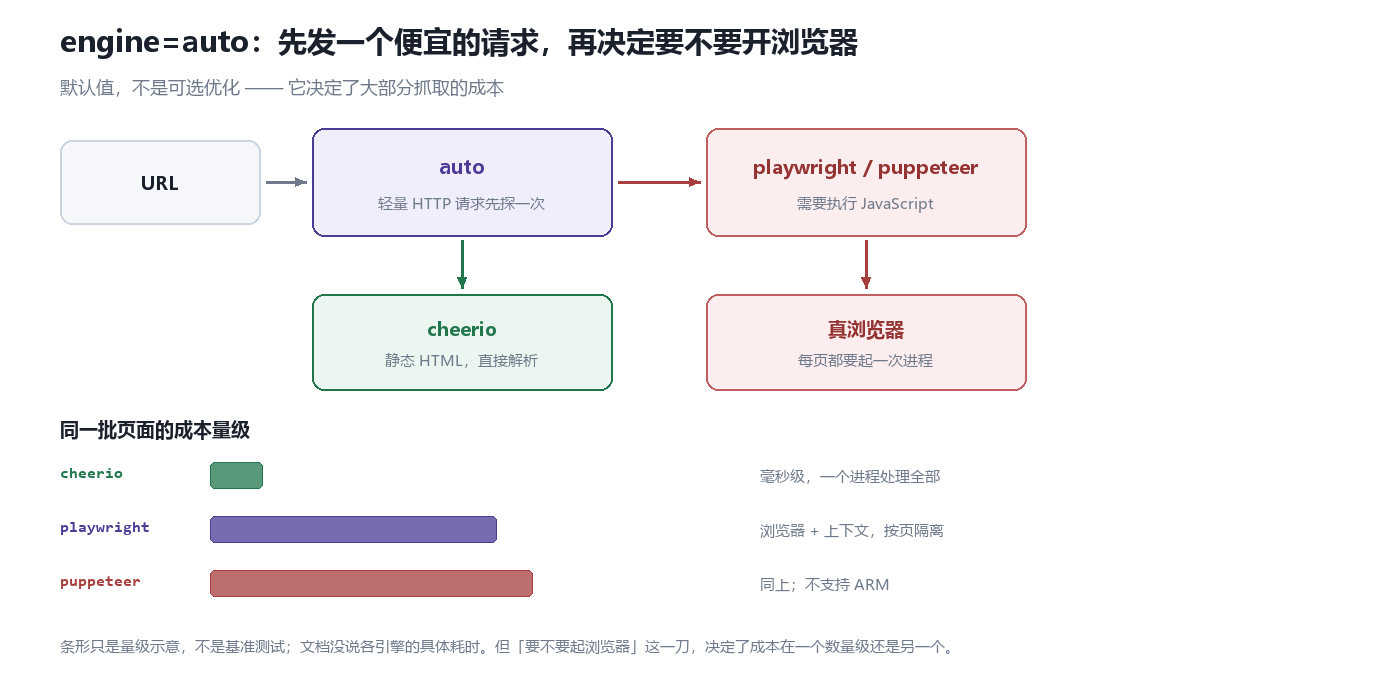 engine=auto：先发一个便宜的请求，再决定要不要开浏览器
默认值，不是可选优化 —— 它决定了大部分抓取的成本
URL
auto
轻量 HTTP 请求先探一次
playwright / puppeteer
需要执行 JavaScript
cheerio
静态 HTML，直接解析
真浏览器
每页都要起一次进程
同一批页面的成本量级
cheerio
毫秒级，一个进程处理全部
playwright
浏览器 + 上下文，按页隔离
puppeteer
同上；不支持 ARM
条形只是量级示意，不是基准测试；文档没说各引擎的具体耗时。但「要不要起浏览器」这一刀，决定了成本在一个数量级还是另一个。